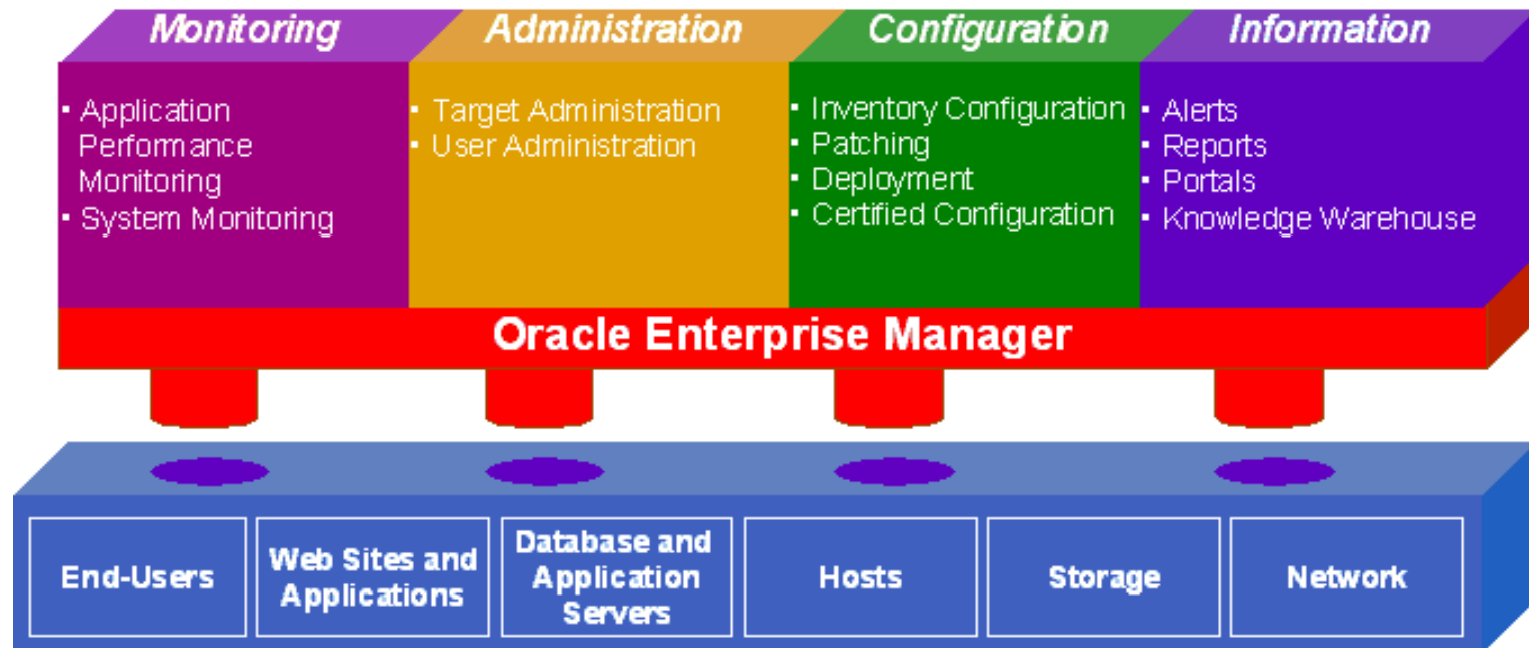 Monitoring
Administration
Configuration
Information
▪ Application
Performance
Monitoring
▪ System Monitoring
▪ Target Administration
▪ User Administration
▪ Inventory Configuration
▪ Patching
▪ Deployment
▪ Certified Configuration
▪ Alerts
▪ Reports
▪ Portals
▪ Knowledge Warehouse
Oracle Enterprise Manager
End-Users
Web Sites and
Applications
Database and
Application
Servers
Hosts
Storage
Network